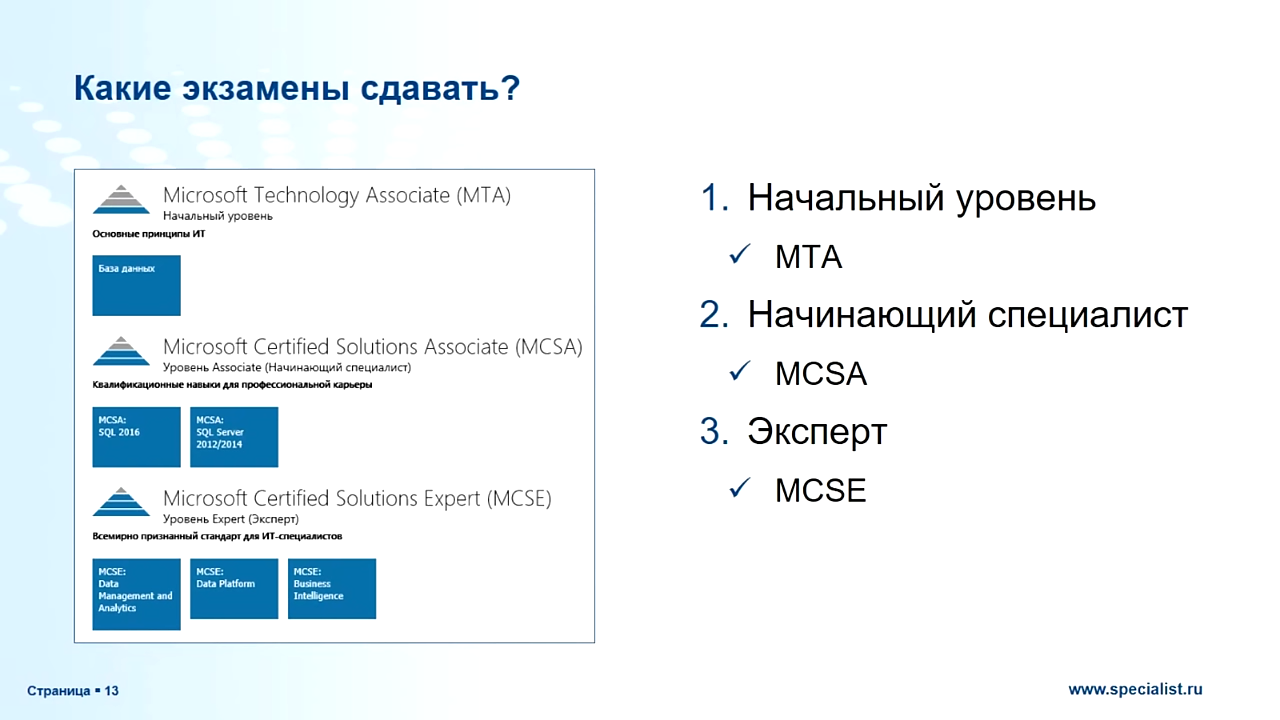 Какие экзамены сдавать?
Microsoft Technology Associate (MTA)
Начальный уровень
Основные принципы ИТ
База данных
Microsoft Certified Solutions Associate (MCSA)
Уровень Associate (Начинающий специалист)
Квалификационные навыки для профессиональной карьеры
MCSA:
SQL 2016
MCSA:
SQL Server
2012/2014
Microsoft Certified Solutions Expert (MCSE)
Уровень Expert (Эксперт)
Всемирно признанный стандарт для ИТ-специалистов
MCSE:
Data
Management and
Analytics
MCSE:
Data Platform
MCSE:
Business
Intelligence
1. Начальный уровень
✓ MTA
2. Начинающий специалист
✓ MCSA
3. Эксперт
✓ MCSE
Страница ▪ 13
www.specialist.ru